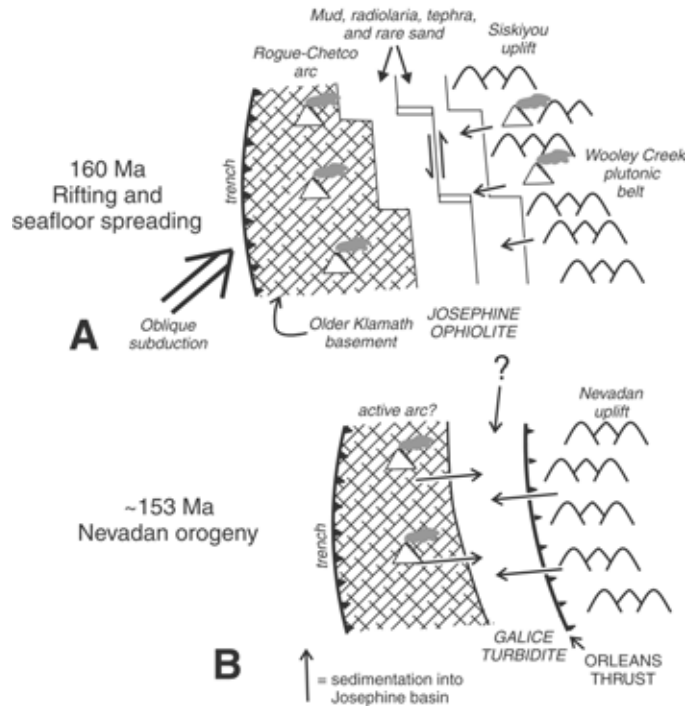 Mud, radiolaria, tephra,
and rare sand
Siskiyou
uplift
Rogue-Chetco
arc
160 Ma
Rifting and
seafloor spreading
trench
Wooley Creek
plutonic
belt
A
Oblique
subduction
Older Klamath
basement
JOSEPHINE
OPHIOLITE
?
active arc?
Nevadan
uplift
~153 Ma
Nevadan orogeny
trench
B
GALICE
TURBIDITE
ORLEANS
THRUST
= sedimentation into
Josephine basin